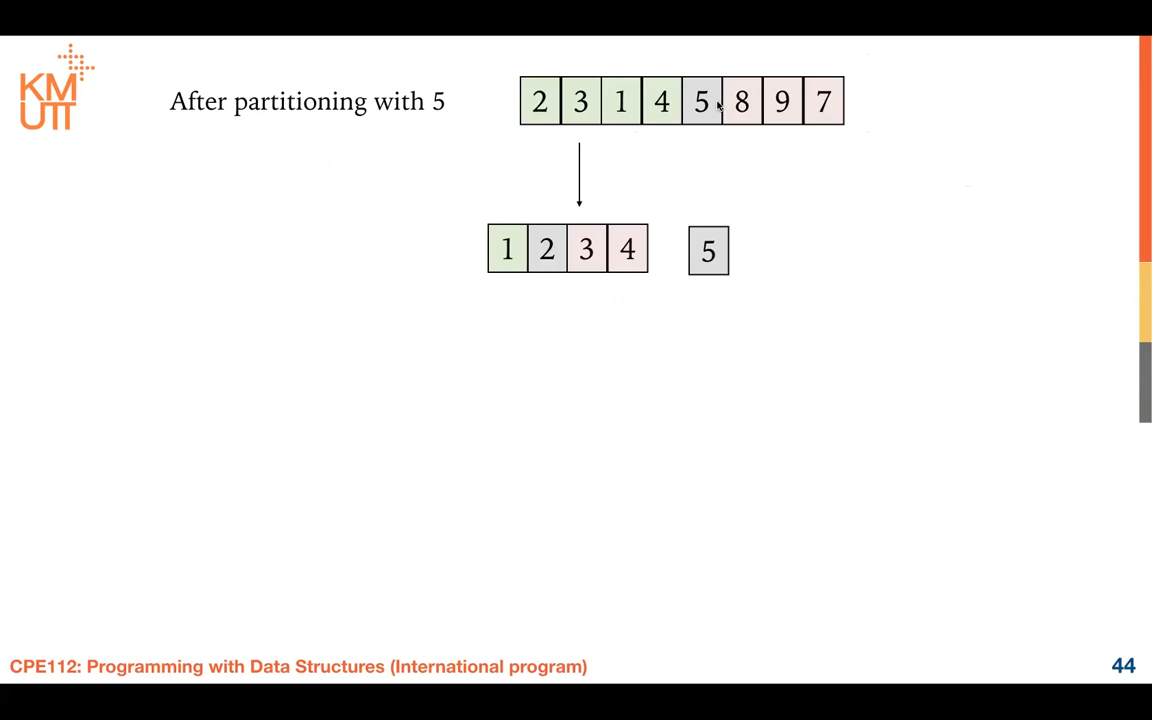 KM
UTT
After partitioning with 5
2 3 1 4 5 8 9 7
1 2 3 4 5
CPE112: Programming with Data Structures (International program)
44